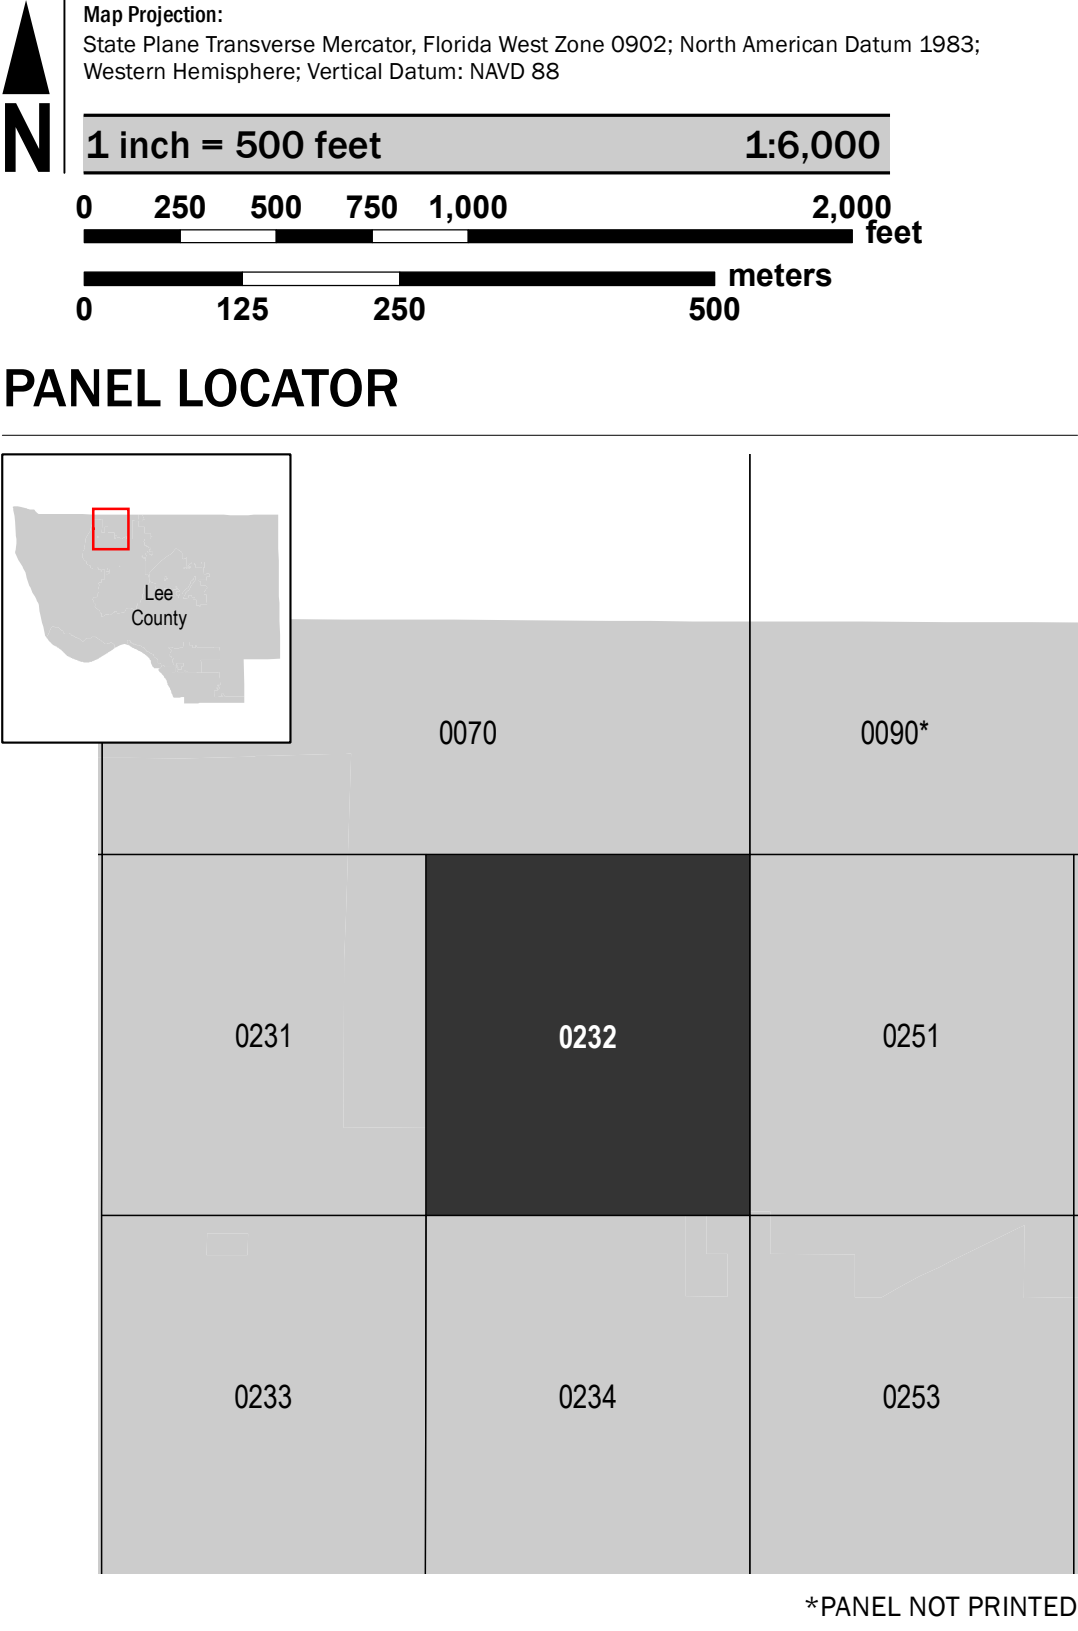 Map Projection:
State Plane Transverse Mercator, Florida West Zone 0902; North American Datum 1983;
Western Hemisphere; Vertical Datum: NAVD 88
N
1 inch = 500 feet 1:6,000
0 250 500 750 1,000 2,000
feet
meters
0 125 250 500
PANEL LOCATOR
Lee
County
0070 0090*
0231 0232 0251
0233 0234 0253
*PANEL NOT PRINTED